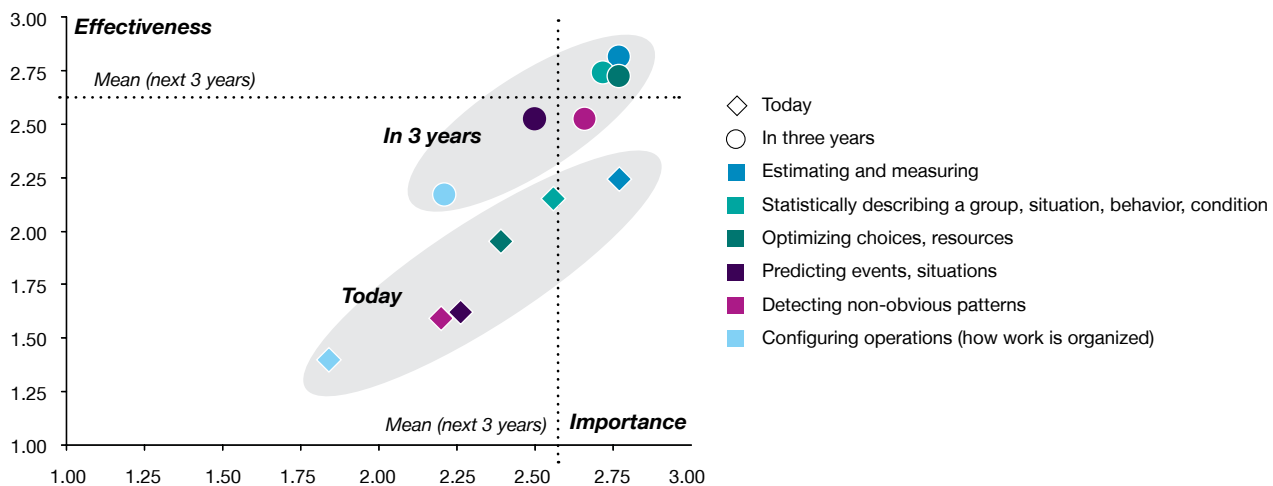 3.00
Effectiveness
2.75
Mean (next 3 years)
2.50
In 3 years
2.25
2.00
1.75
Today
1.50
1.25
Mean (next 3 years)
Importance
1.00
1.00
1.25
1.50
1.75
2.00
2.25
2.50
2.75
3.00
Today
In three years
Estimating and measuring
Statistically describing a group, situation, behavior, condition
Optimizing choices, resources
Predicting events, situations
Detecting non-obvious patterns
Configuring operations (how work is organized)